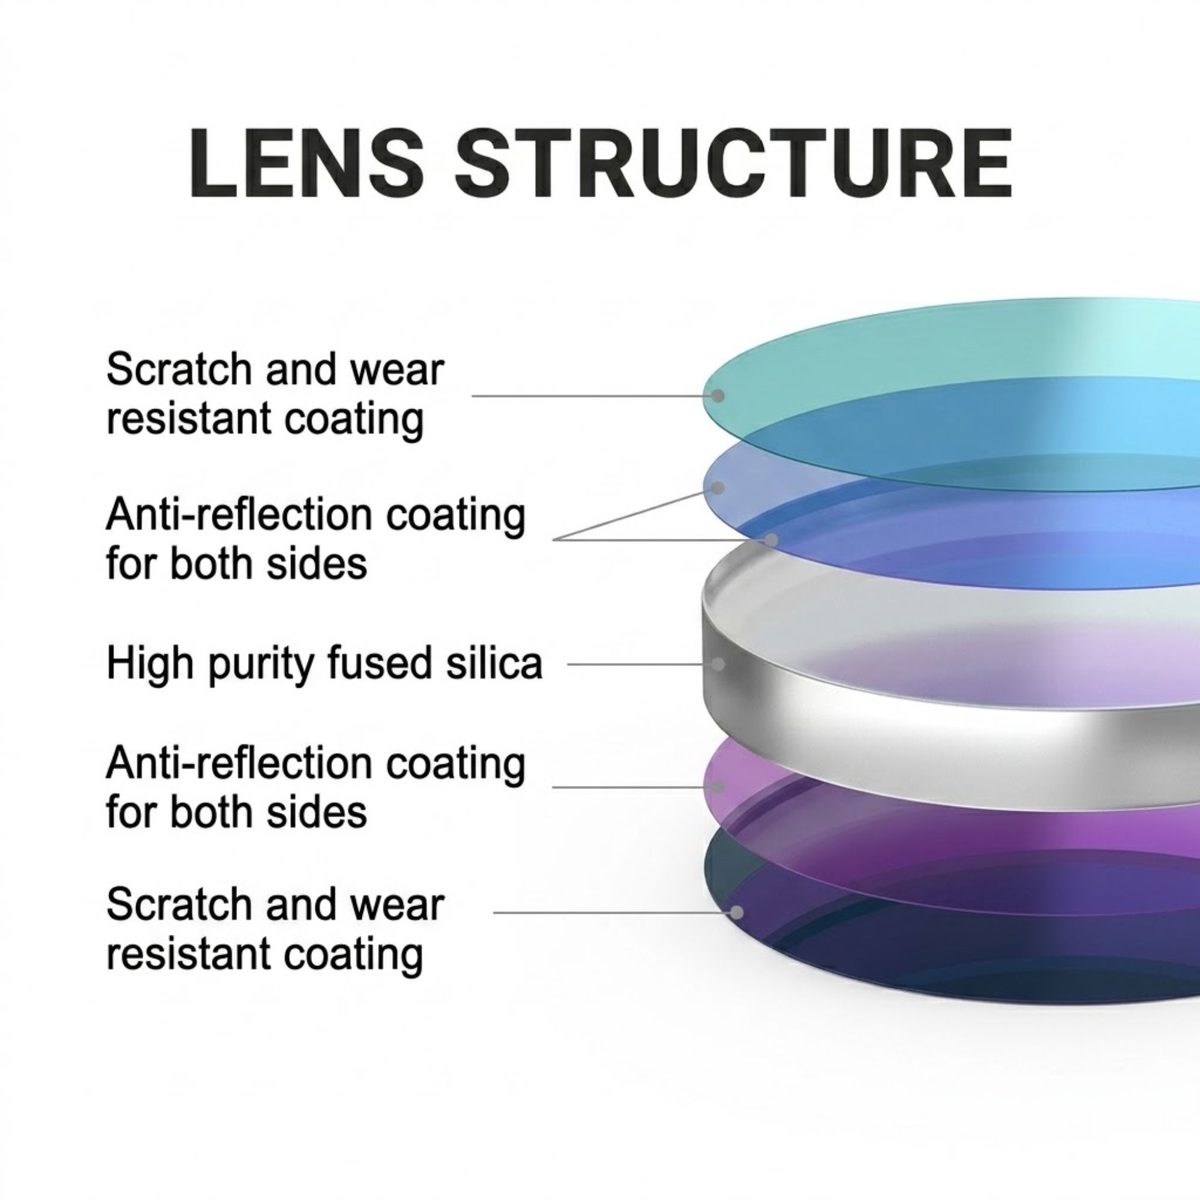 LENS STRUCTURE
Scratch and wear
resistant coating
Anti-reflection coating
for both sides
High purity fused silica
Anti-reflection coating
for both sides
Scratch and wear
resistant coating